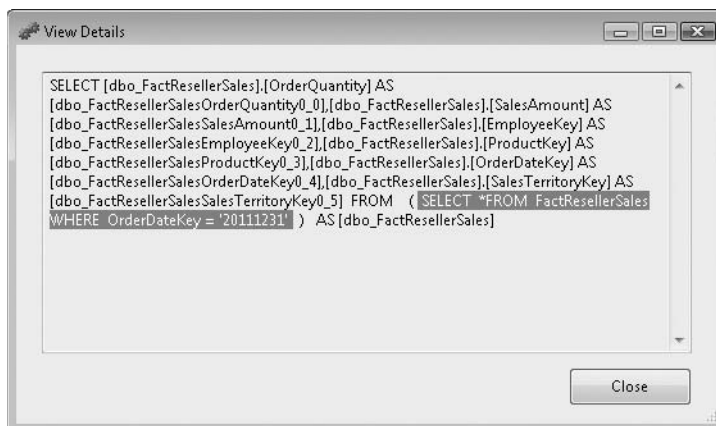 View Details
SELECT [dbo_FactResellerSales].[OrderQuantity] AS
[dbo_FactResellerSalesOrderQuantity0_0],[dbo_FactResellerSales].[SalesAmount] AS
[dbo_FactResellerSalesSalesAmount0_1],[dbo_FactResellerSales].[EmployeeKey] AS
[dbo_FactResellerSalesEmployeeKey0_2],[dbo_FactResellerSales].[ProductKey] AS
[dbo_FactResellerSalesProductKey0_3],[dbo_FactResellerSales].[OrderDateKey] AS
[dbo_FactResellerSalesOrderDateKey0_4],[dbo_FactResellerSales].[SalesTerritoryKey] AS
[dbo_FactResellerSalesSalesTerritoryKey0_5] FROM ( SELECT *FROM FactResellerSales
WHERE OrderDateKey = '20111231' ) AS [dbo_FactResellerSales]
Close